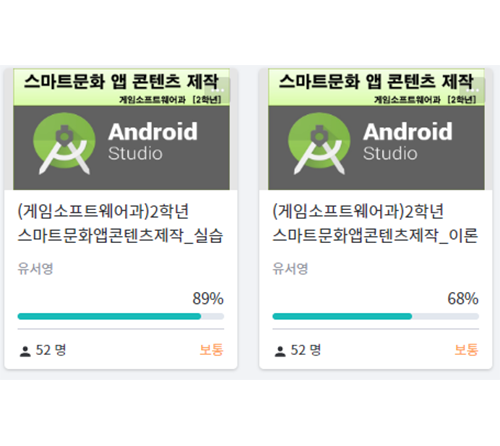 스마트문화 앱 콘텐츠 제작
게임소프트웨어과 [2학년]
Android
Studio
(게임소프트웨어과)2학년
스마트문화앱콘텐츠제작_실습
유서영
89%
52 명
보통
스마트문화 앱 콘텐츠 제작
게임소프트웨어과 [2학년]
Android
Studio
(게임소프트웨어과)2학년
스마트문화앱콘텐츠제작_이론
유서영
68%
52 명
보통